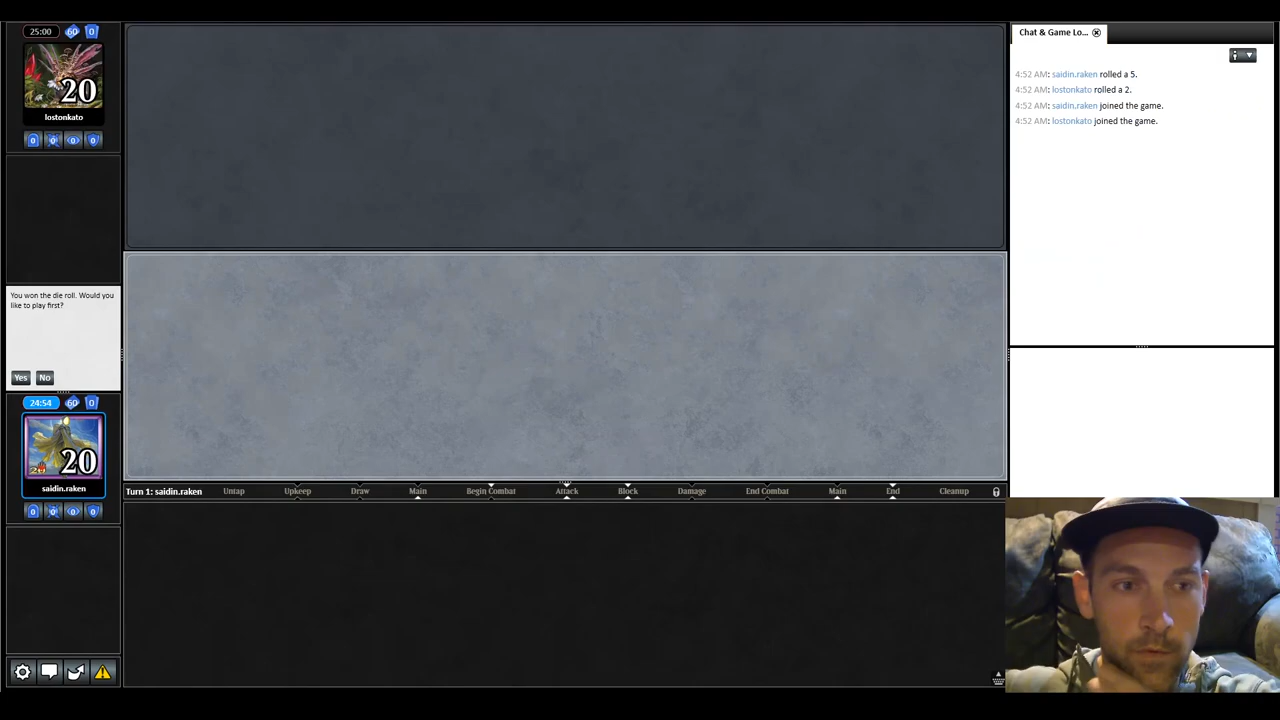 25:00 60 0
20
lostonkato
0 0 0 0
You won the die roll. Would you
like to play first?
Yes No
24:54 60 0
20
saidin.raken
0 0 0 0
Turn 1: saidin.raken Untap Upkeep Draw Main Begin Combat Attack Block Damage End Combat Main End Cleanup
Chat & Game Lo...
4:52 AM: saidin.raken rolled a 5.
4:52 AM: lostonkato rolled a 2.
4:52 AM: saidin.raken joined the game.
4:52 AM: lostonkato joined the game.